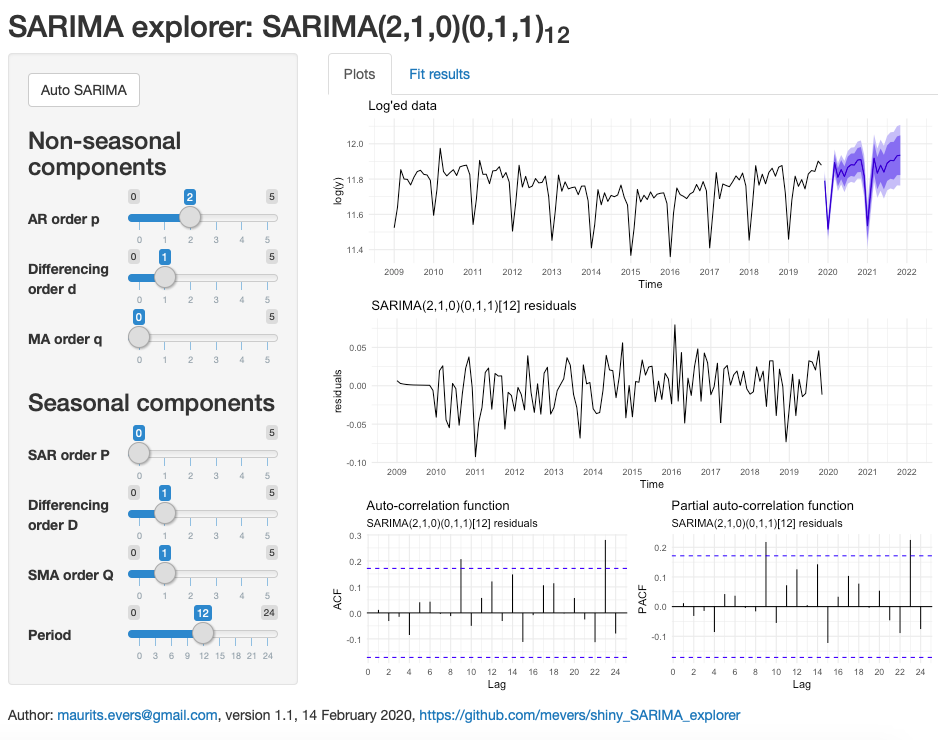 SARIMA explorer: SARIMA(2,1,0)(0,1,1)12
Auto SARIMA
Non-seasonal
components
0 2 5
AR order p
0 1 2 3 4 5
0 1 5
Differencing
order d
0 1 2 3 4 5
0 5
MA order q
0 1 2 3 4 5
Seasonal components
0 5
SAR order P
0 1 2 3 4 5
0 1 5
Differencing
order D
0 1 2 3 4 5
0 1 5
SMA order Q
0 1 2 3 4 5
0 12 24
Period
0 3 6 9 12 15 18 21 24
Plots Fit results
Log'ed data
log(y)
12.0
11.8
11.6
11.4
2009 2010 2011 2012 2013 2014 2015 2016 2017 2018 2019 2020 2021 2022
Time
SARIMA(2,1,0)(0,1,1)[12] residuals
residuals
0.05
0.00
-0.05
-0.10
2009 2010 2011 2012 2013 2014 2015 2016 2017 2018 2019 2020 2021 2022
Time
Auto-correlation function
SARIMA(2,1,0)(0,1,1)[12] residuals
ACF
0.3
0.2
0.1
0.0
-0.1
0 2 4 6 8 10 12 14 16 18 20 22 24
Lag
Partial auto-correlation function
SARIMA(2,1,0)(0,1,1)[12] residuals
PACF
0.2
0.1
0.0
-0.1
0 2 4 6 8 10 12 14 16 18 20 22 24
Lag
Author: maurits.evers@gmail.com, version 1.1, 14 February 2020, https://github.com/mevers/shiny_SARIMA_explorer